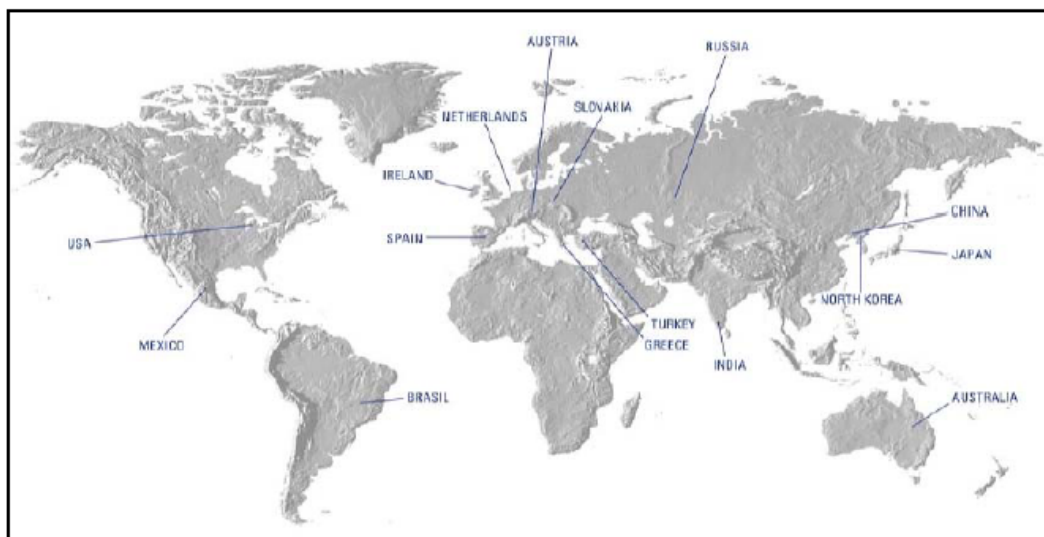 AUSTRIA
RUSSIA
SLOVAKIA
NETHERLANDS
IRELAND
CHINA
USA
SPAIN
JAPAN
NORTH KOREA
TURKEY
MEXICO
GREECE
INDIA
BRASIL
AUSTRALIA